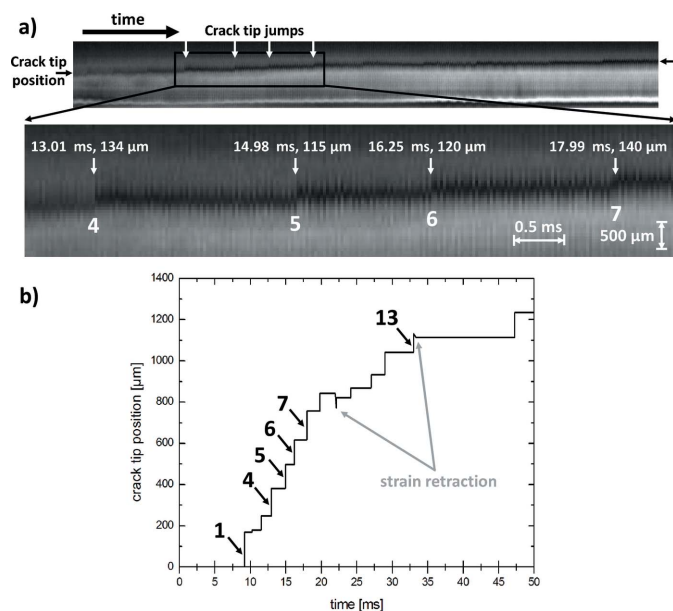 a)
time
Crack tip jumps
Crack tip
position
13.01 ms, 134 µm
14.98 ms, 115 µm
16.25 ms, 120 µm
17.99 ms, 140 µm
4
5
6
7
0.5 ms
500 µm
b)
1400
1200
1000
800
600
400
200
0
crack tip position [µm]
13
7
6
5
4
1
strain retraction
0 5 10 15 20 25 30 35 40 45 50
time [ms]